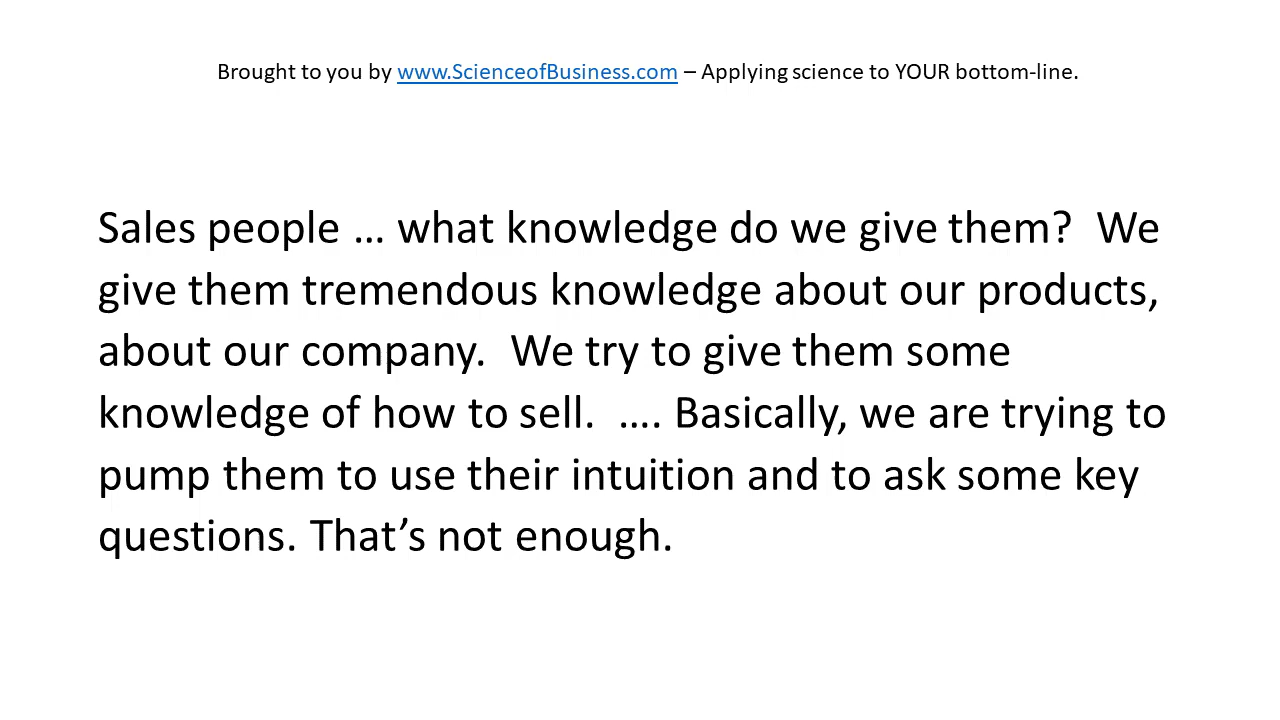 Brought to you by www.ScienceofBusiness.com – Applying science to YOUR bottom-line.
Sales people … what knowledge do we give them?  We
give them tremendous knowledge about our products,
about our company.  We try to give them some
knowledge of how to sell.  …. Basically, we are trying to
pump them to use their intuition and to ask some key
questions. That’s not enough.